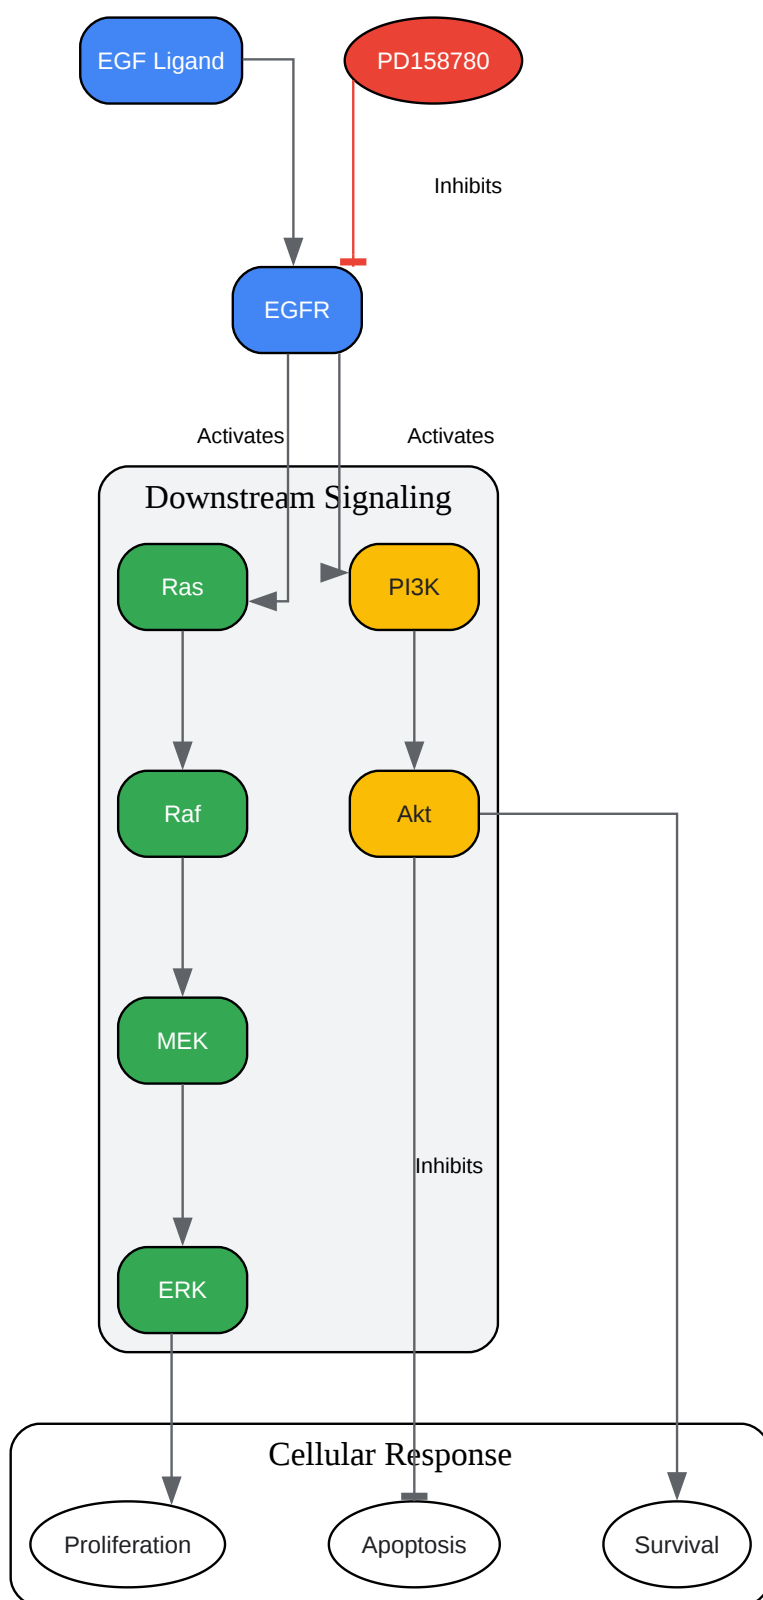 EGF Ligand
PD158780
Inhibits
EGFR
Activates
Activates
Downstream Signaling
Ras
PI3K
Raf
Akt
MEK
Inhibits
ERK
Cellular Response
Proliferation
Apoptosis
Survival